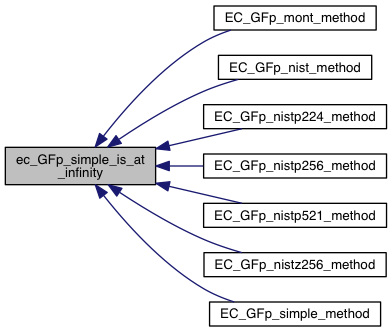 EC_GFp_mont_method
EC_GFp_nist_method
EC_GFp_nistp224_method
ec_GFp_simple_is_at
_infinity
EC_GFp_nistp256_method
EC_GFp_nistp521_method
EC_GFp_nistz256_method
EC_GFp_simple_method